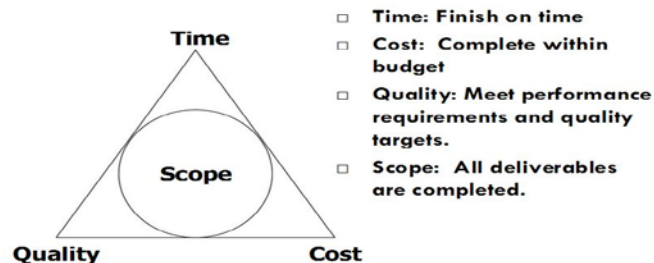 Time
Scope
Quality
Cost
Time: Finish on time
Cost: Complete within
budget
Quality: Meet performance
requirements and quality
targets.
Scope: All deliverables
are completed.